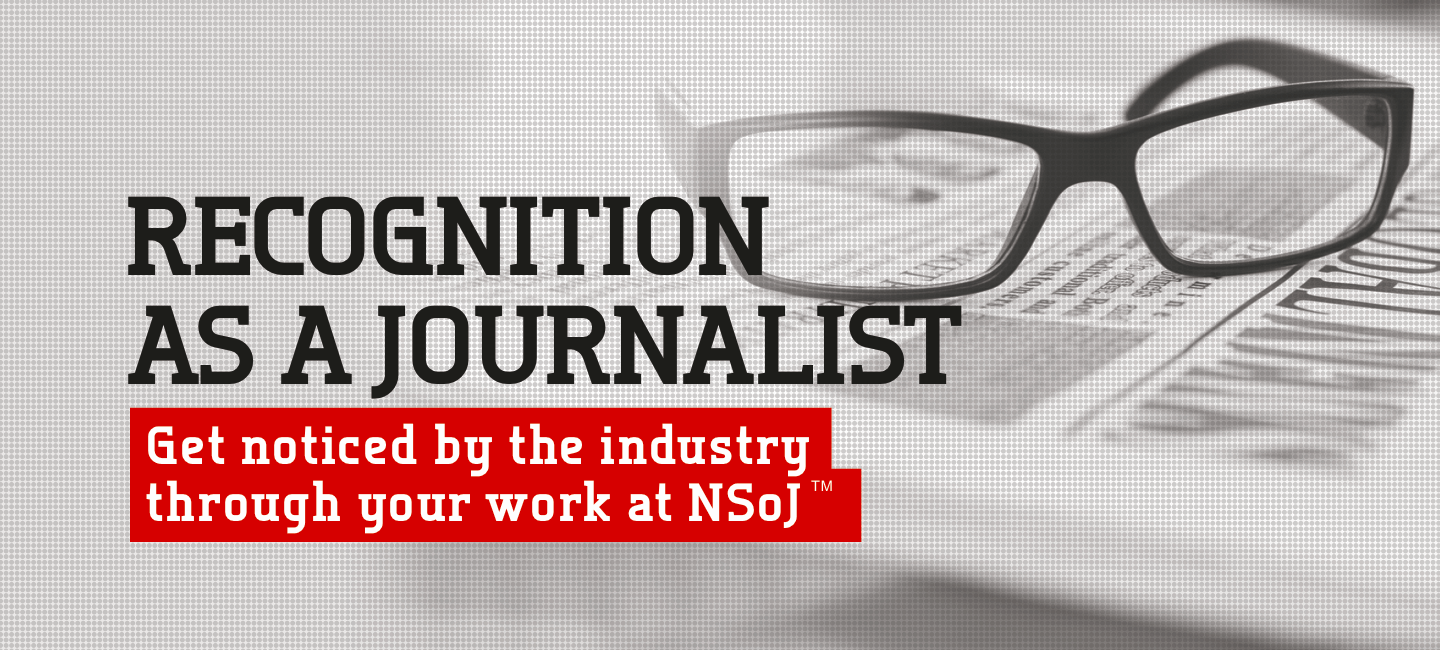 RECOGNITION
AS A JOURNALIST
Get noticed by the industry
through your work at NSoJ™